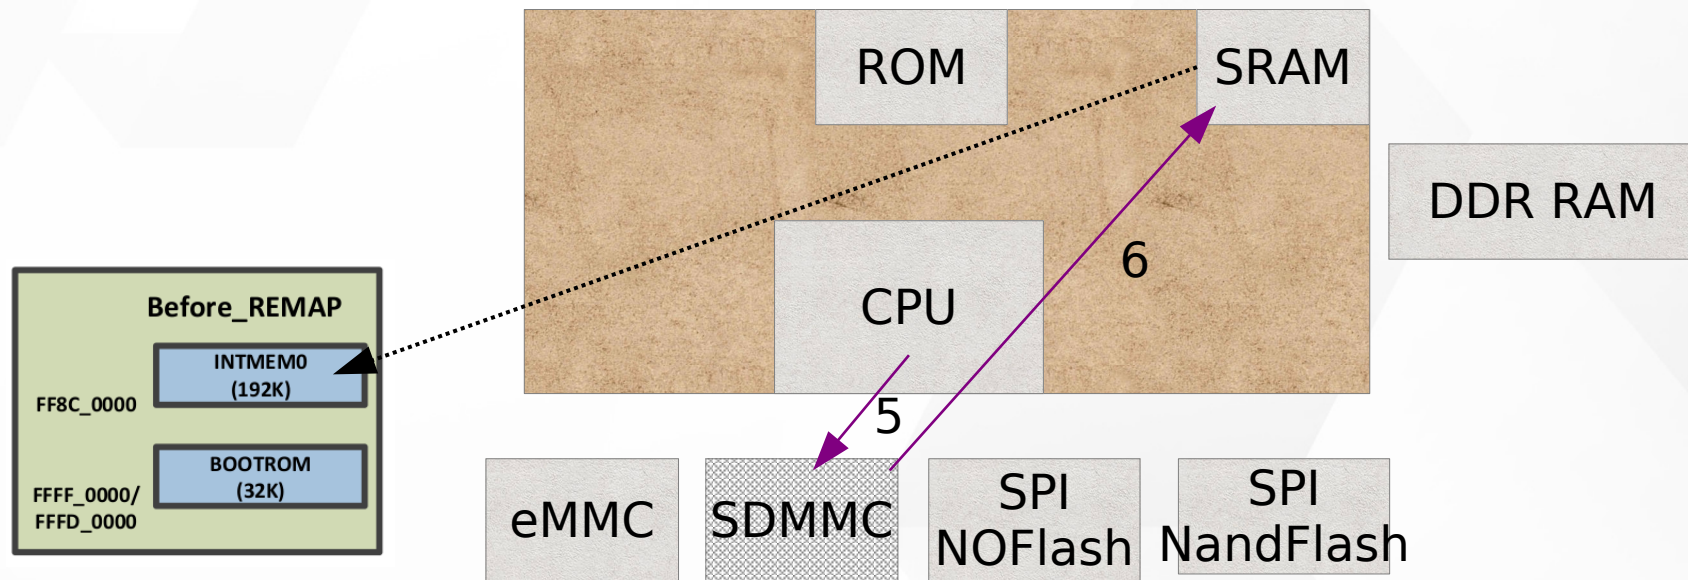 ROM
SRAM
DDR RAM
6
CPU
Before_REMAP
INTMEM0
(192K)
FF8C_0000
5
BOOTROM
(32K)
FFFF_0000/
FFFD_0000
eMMC
SDMMC
SPI
NOFlash
SPI
NandFlash